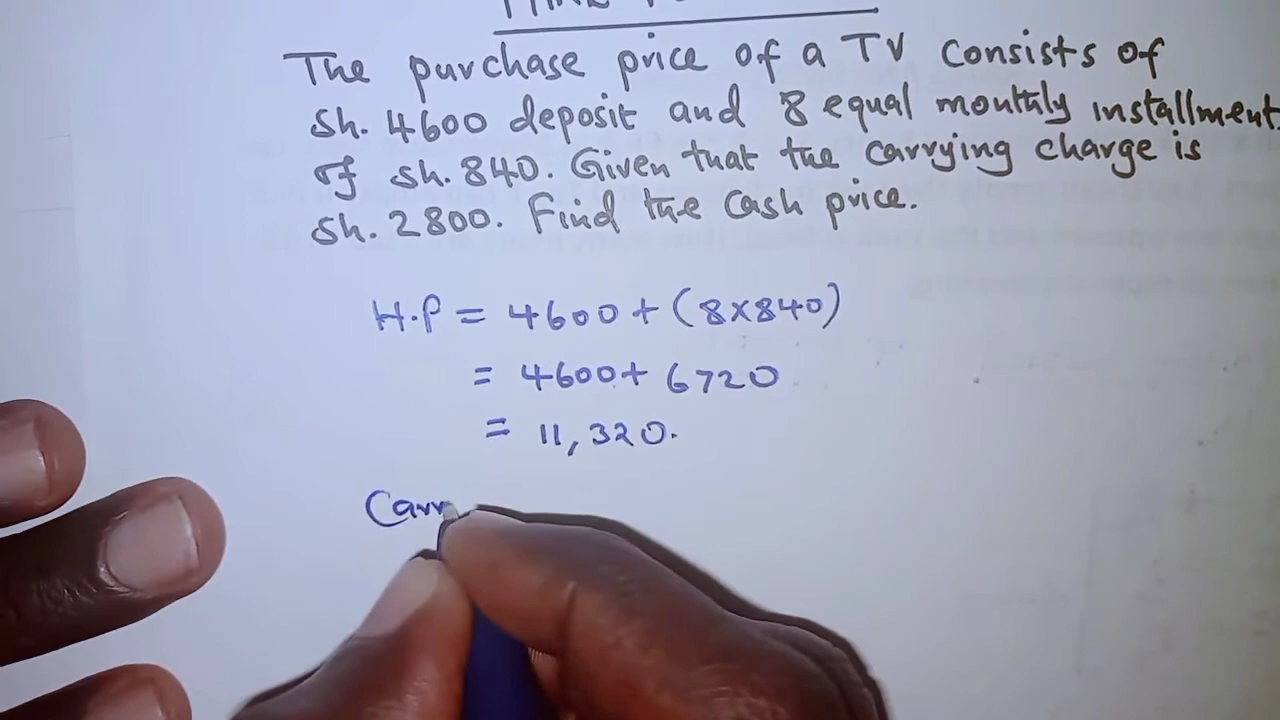 The purchase price of a TV consists of
sh. 4600 deposit and 8 equal monthly installment
of sh. 840. Given that the carrying charge is
sh. 2800. Find the cash price.
H.P = 4600 + (8x840)
= 4600 + 6720
= 11,320.
Carr